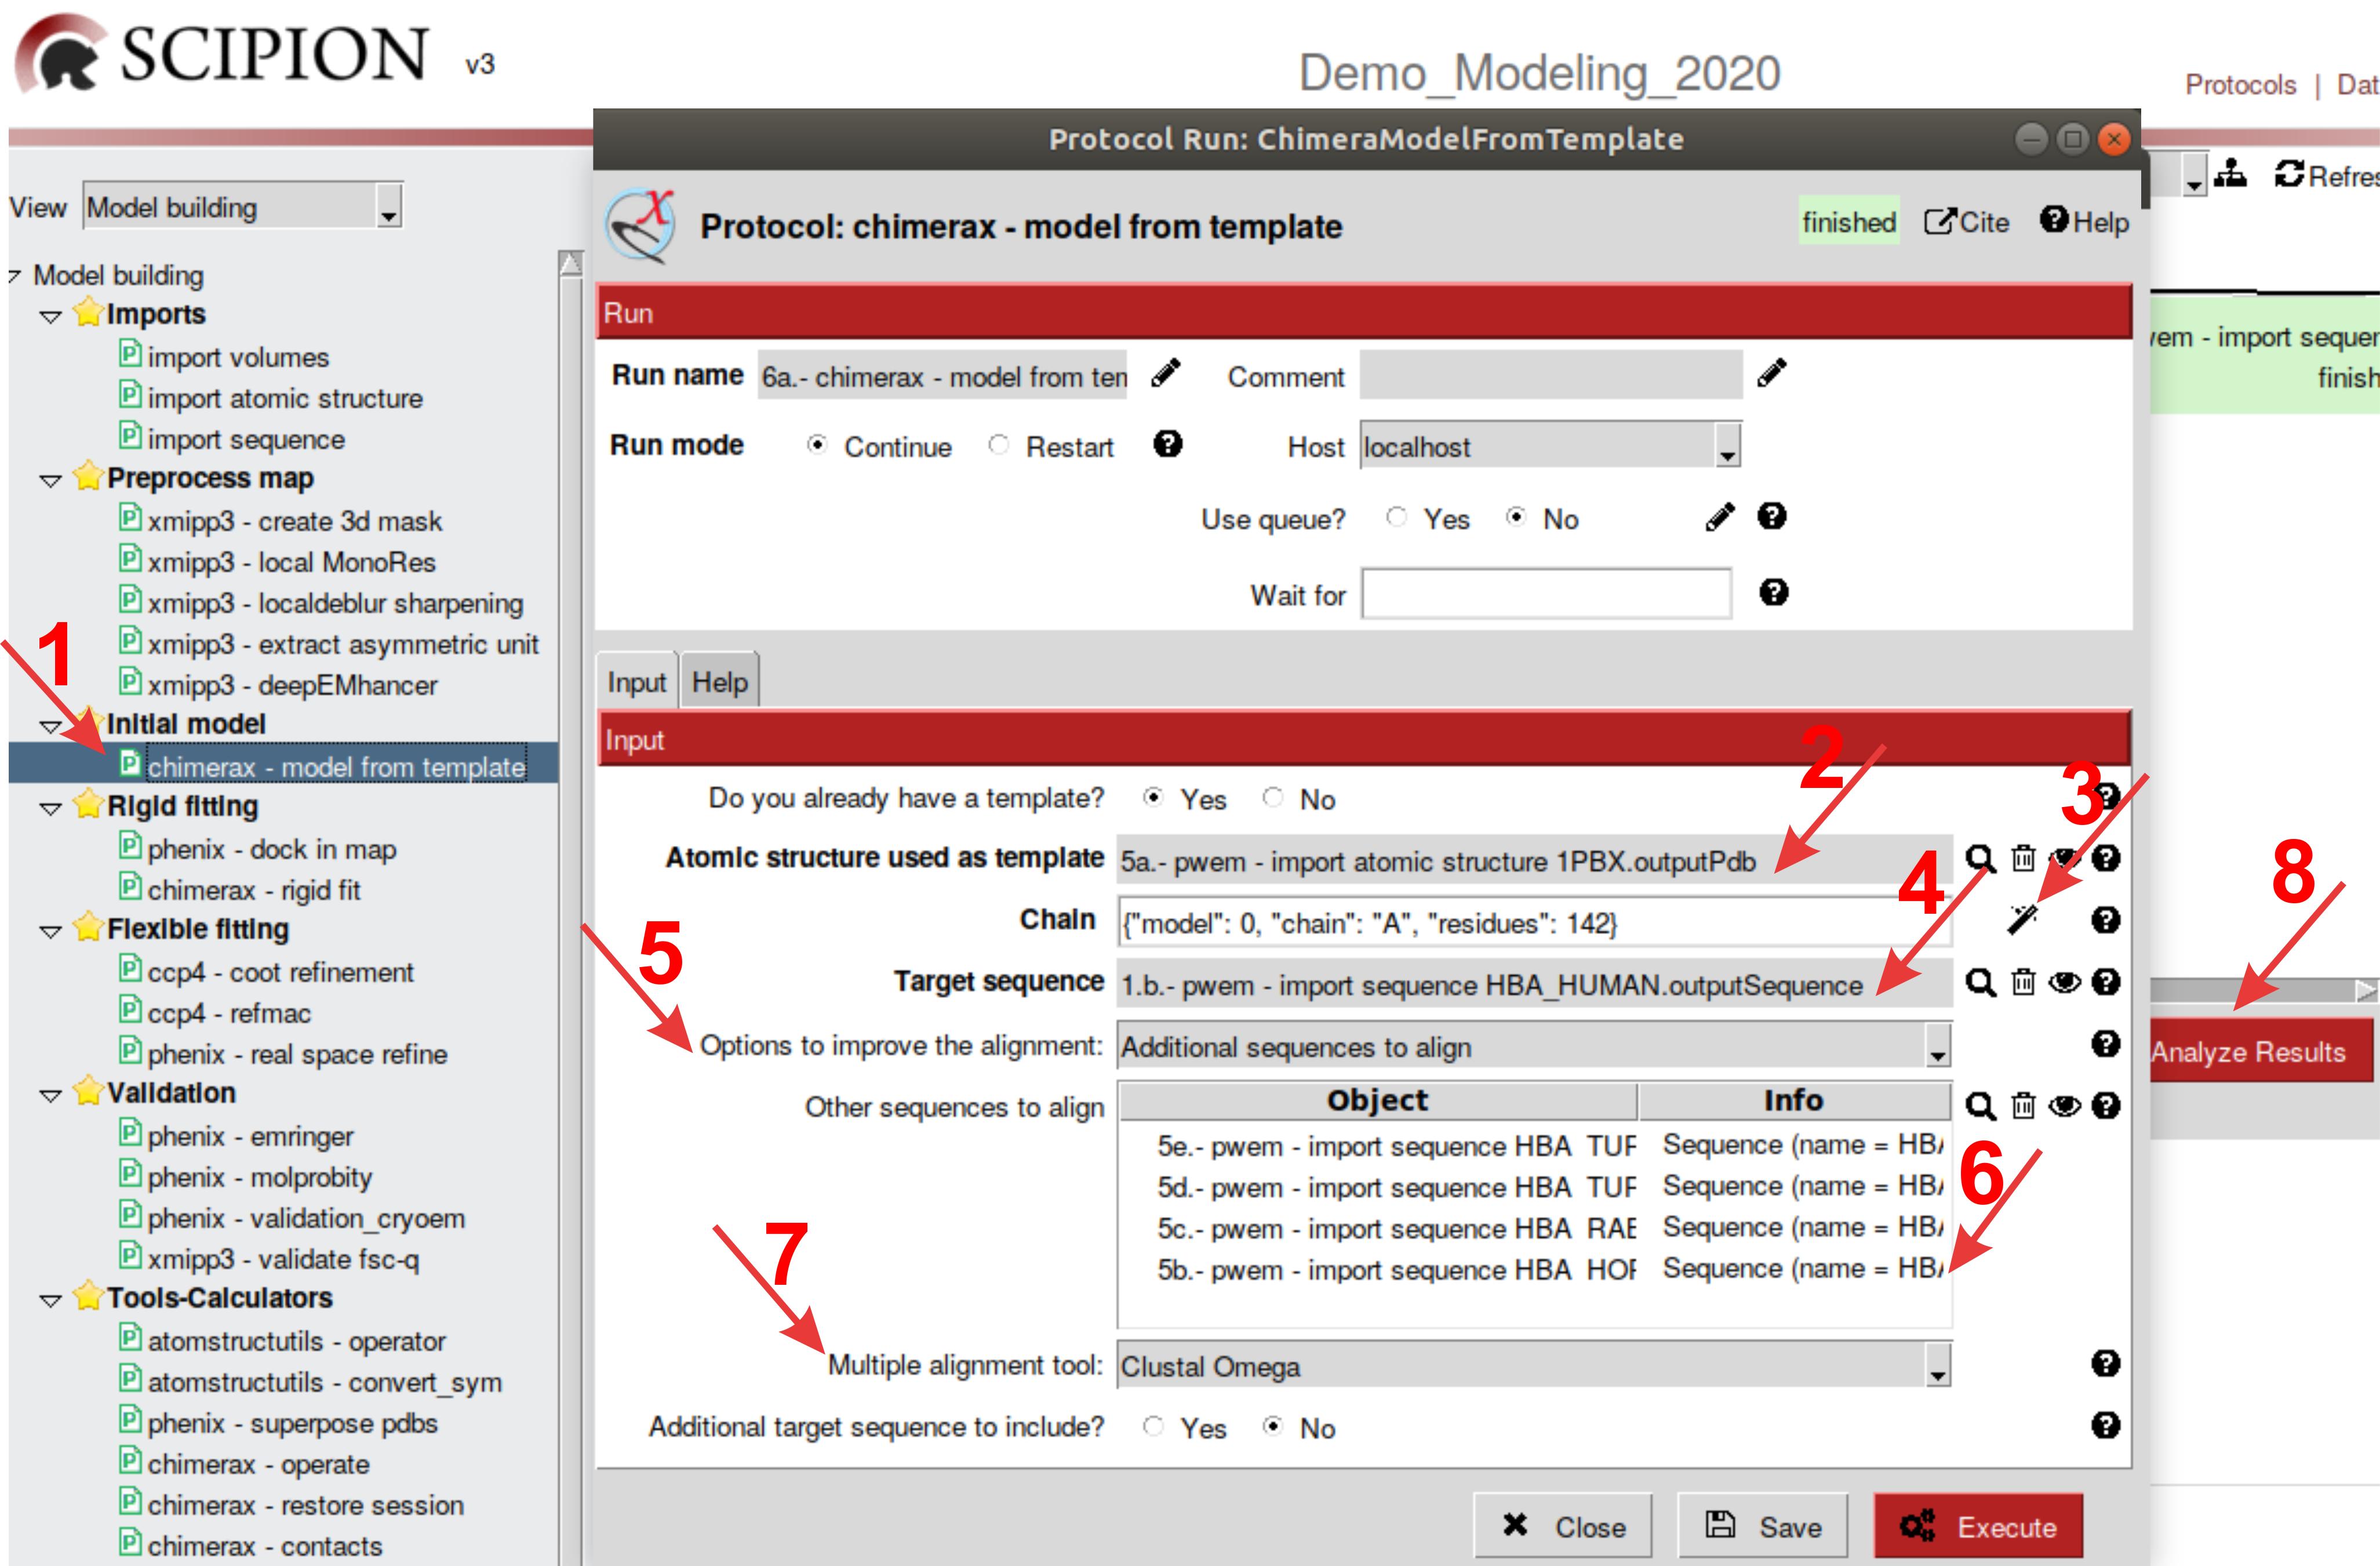 SCIPION v3
Demo_Modeling_2020
Protocols | Dat
View Model building
Model building
Imports
import volumes
import atomic structure
import sequence
Preprocess map
xmipp3 - create 3d mask
xmipp3 - local MonoRes
xmipp3 - localdeblur sharpening
xmipp3 - extract asymmetric unit
xmipp3 - deepEMhancer
1
Initial model
chimerax - model from template
Rigid fitting
phenix - dock in map
chimerax - rigid fit
Flexible fitting
ccp4 - coot refinement
ccp4 - refmac
phenix - real space refine
Validation
phenix - emringer
phenix - molprobity
phenix - validation_cryoem
xmipp3 - validate fsc-q
Tools-Calculators
atomstructutils - operator
atomstructutils - convert_sym
phenix - superpose pdbs
chimerax - operate
chimerax - restore session
chimerax - contacts
Protocol Run: ChimeraModelFromTemplate
Protocol: chimerax - model from template
finished Cite Help
Run
Run name 6a.- chimerax - model from ten Comment
Run mode Continue Restart Host localhost
Use queue? Yes No
Wait for
Input Help
Input
2
3
Do you already have a template? Yes No
Atomic structure used as template 5a.- pwem - import atomic structure 1PBX.outputPdb
4
Chain {"model": 0, "chain": "A", "residues": 142}
5
Target sequence 1.b.- pwem - import sequence HBA_HUMAN.outputSequence
Options to improve the alignment: Additional sequences to align
Other sequences to align Object Info
5e.- pwem - import sequence HBA TUF Sequence (name = HBA
5d.- pwem - import sequence HBA TUF Sequence (name = HBA
5c.- pwem - import sequence HBA RAE Sequence (name = HBA
5b.- pwem - import sequence HBA HOF Sequence (name = HBA
6
7
Multiple alignment tool: Clustal Omega
Additional target sequence to include? Yes No
Close Save Execute
Refres
em - import sequer
finish
8
Analyze Results